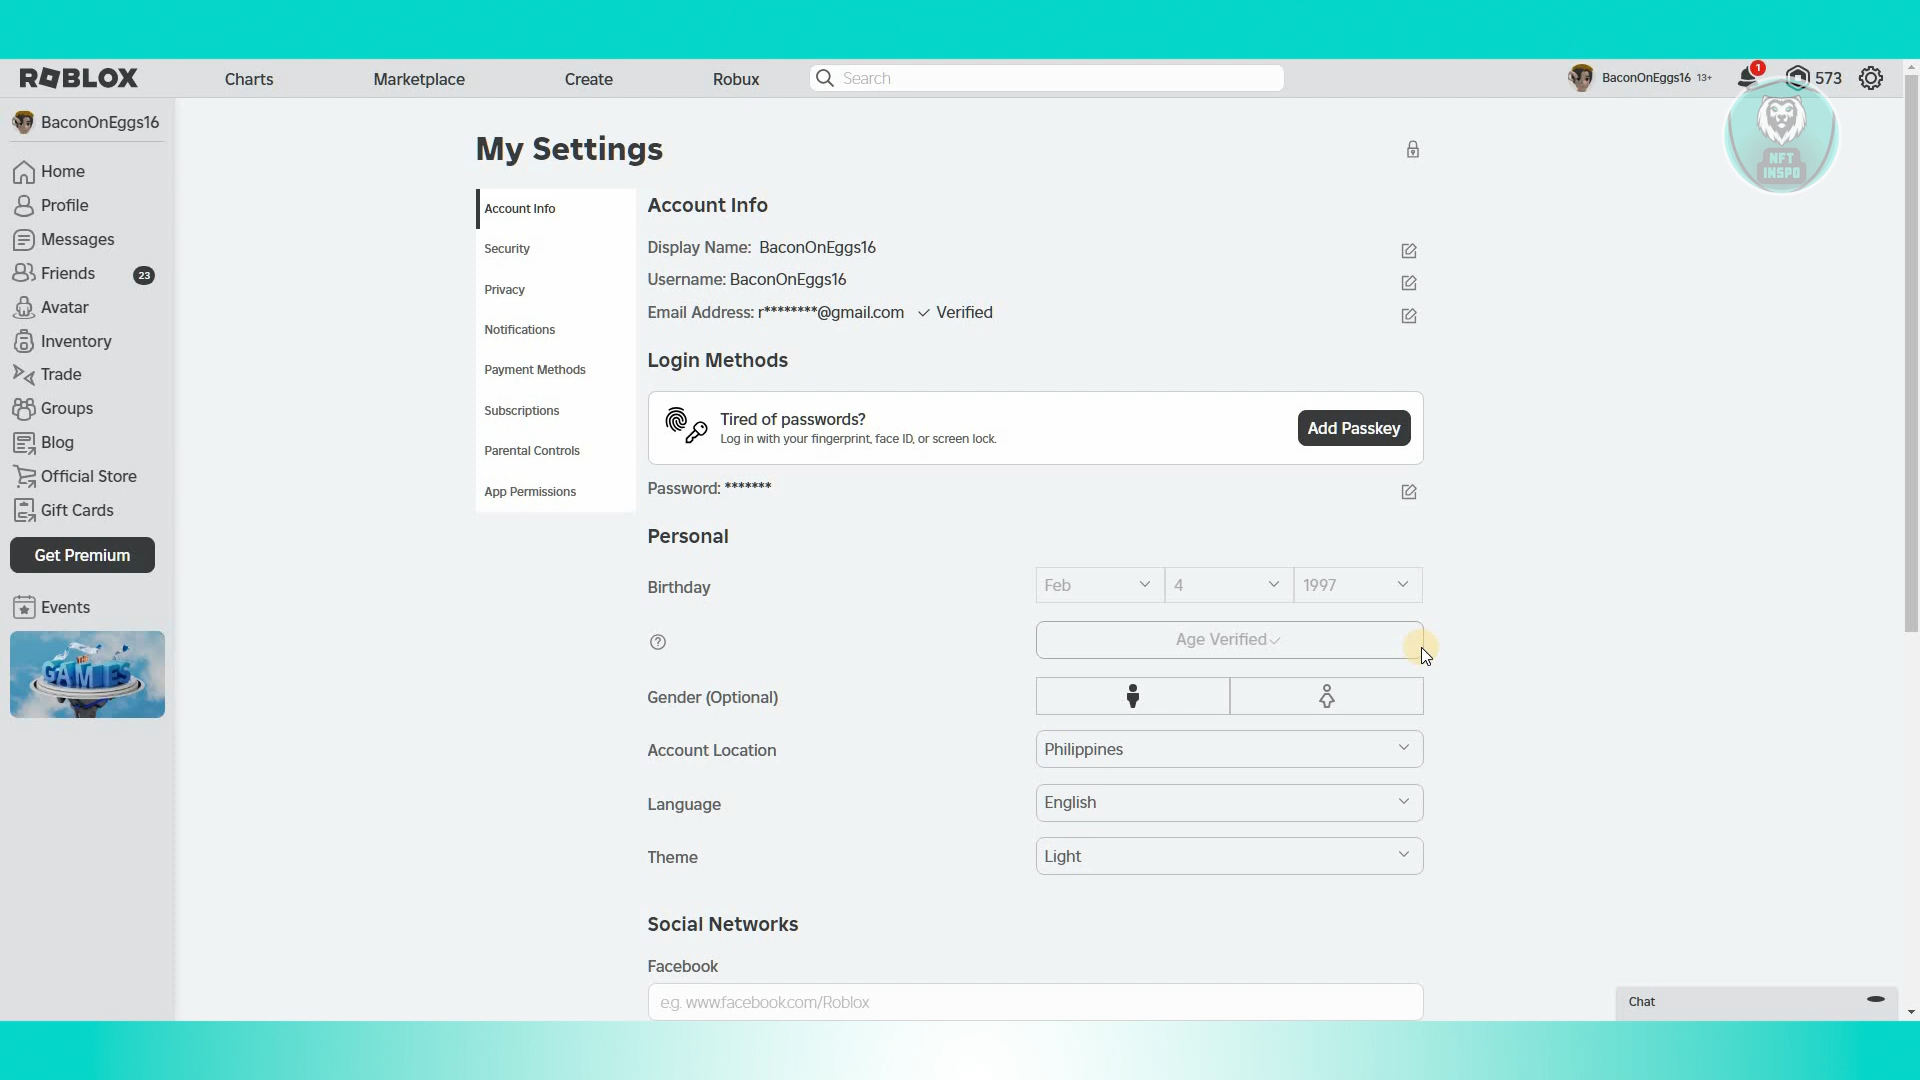 ROBLOX Charts Marketplace Create Robux Search BaconOnEggs16 13+ 1 573
NFT
INSPO
BaconOnEggs16
Home
Profile
Messages
Friends 23
Avatar
Inventory
Trade
Groups
Blog
Official Store
Gift Cards
Get Premium
Events
THE
GAMES
My Settings
Account Info
Security
Privacy
Notifications
Payment Methods
Subscriptions
Parental Controls
App Permissions
Account Info
Display Name: BaconOnEggs16
Username: BaconOnEggs16
Email Address: r********@gmail.com ✓ Verified
Login Methods
Tired of passwords?
Log in with your fingerprint, face ID, or screen lock.
Add Passkey
Password: *******
Personal
Birthday Feb 4 1997
Age Verified✓
Gender (Optional)
Account Location Philippines
Language English
Theme Light
Social Networks
Facebook
e.g. www.facebook.com/Roblox
Chat